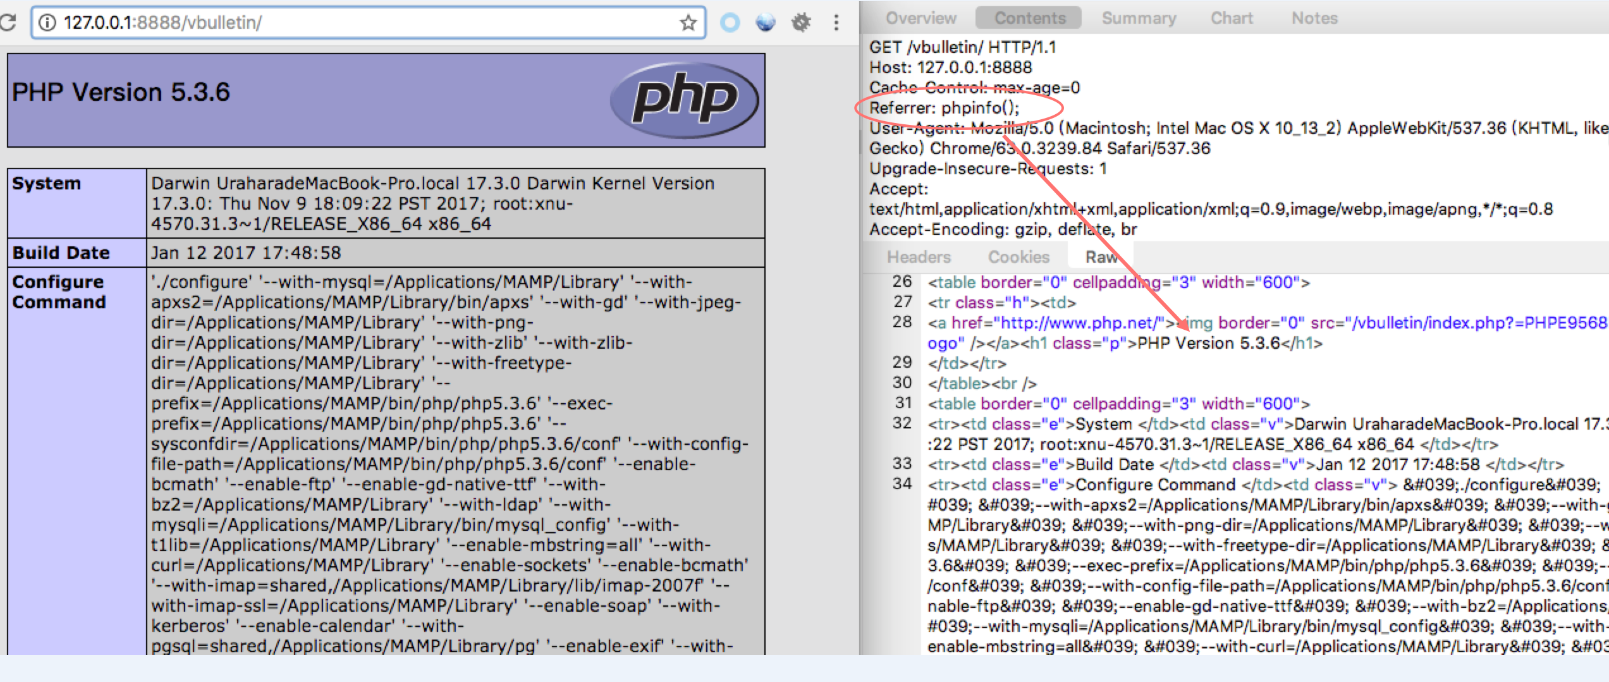 127.0.0.1:8888/vbulletin/
PHP Version 5.3.6
php
System
Darwin UraharadeMacBook-Pro.local 17.3.0 Darwin Kernel Version
17.3.0: Thu Nov 9 18:09:22 PST 2017; root:xnu-
4570.31.3~1/RELEASE_X86_64 x86_64
Build Date
Jan 12 2017 17:48:58
Configure
Command
'./configure' '--with-mysql=/Applications/MAMP/Library' '--with-
apxs2=/Applications/MAMP/Library/bin/apxs' '--with-gd' '--with-jpeg-
dir=/Applications/MAMP/Library' '--with-png-
dir=/Applications/MAMP/Library' '--with-zlib' '--with-zlib-
dir=/Applications/MAMP/Library' '--with-freetype-
dir=/Applications/MAMP/Library' '--
prefix=/Applications/MAMP/bin/php/php5.3.6' '--exec-
prefix=/Applications/MAMP/bin/php/php5.3.6' '--
sysconfdir=/Applications/MAMP/bin/php/php5.3.6/conf' '--with-config-
file-path=/Applications/MAMP/bin/php/php5.3.6/conf' '--enable-
bcmath' '--enable-ftp' '--enable-gd-native-ttf' '--with-
bz2=/Applications/MAMP/Library' '--with-ldap' '--with-
mysqli=/Applications/MAMP/Library/bin/mysql_config' '--with-
t1lib=/Applications/MAMP/Library' '--enable-mbstring=all' '--with-
curl=/Applications/MAMP/Library' '--enable-sockets' '--enable-bcmath'
'--with-imap=shared,/Applications/MAMP/Library/lib/imap-2007f' '--
with-imap-ssl=/Applications/MAMP/Library' '--enable-soap' '--with-
kerberos' '--enable-calendar' '--with-
pgsql=shared,/Applications/MAMP/Library/pg' '--enable-exif' '--with-
Overview Contents Summary Chart Notes
GET /vbulletin/ HTTP/1.1
Host: 127.0.0.1:8888
Cache-Control: max-age=0
Referrer: phpinfo();
User-Agent: Mozilla/5.0 (Macintosh; Intel Mac OS X 10_13_2) AppleWebKit/537.36 (KHTML, like
Gecko) Chrome/63.0.3239.84 Safari/537.36
Upgrade-Insecure-Requests: 1
Accept:
text/html,application/xhtml+xml,application/xml;q=0.9,image/webp,image/apng,*/*;q=0.8
Accept-Encoding: gzip, deflate, br
Headers Cookies Raw
26 <table border="0" cellpadding="3" width="600">
27 <tr class="h"><td>
28 <a href="http://www.php.net/"><img border="0" src="/vbulletin/index.php?=PHPE9568
ogo" /></a><h1 class="p">PHP Version 5.3.6</h1>
29 </td></tr>
30 </table><br />
31 <table border="0" cellpadding="3" width="600">
32 <tr><td class="e">System </td><td class="v">Darwin UraharadeMacBook-Pro.local 17.3
:22 PST 2017; root:xnu-4570.31.3~1/RELEASE_X86_64 x86_64 </td></tr>
33 <tr><td class="e">Build Date </td><td class="v">Jan 12 2017 17:48:58 </td></tr>
34 <tr><td class="e">Configure Command </td><td class="v"> &#039;./configure&#039;
#039; &#039;--with-apxs2=/Applications/MAMP/Library/bin/apxs&#039; &#039;--with-g
MP/Library&#039; &#039;--with-png-dir=/Applications/MAMP/Library&#039; &#039;--w
s/MAMP/Library&#039; &#039;--with-freetype-dir=/Applications/MAMP/Library&#039; &
3.6&#039; &#039;--exec-prefix=/Applications/MAMP/bin/php/php5.3.6&#039; &#039;--
/conf&#039; &#039;--with-config-file-path=/Applications/MAMP/bin/php/php5.3.6/conf
nable-ftp&#039; &#039;--enable-gd-native-ttf&#039; &#039;--with-bz2=/Applications/
#039;--with-mysqli=/Applications/MAMP/Library/bin/mysql_config&#039; &#039;--with-
enable-mbstring=all&#039; &#039;--with-curl=/Applications/MAMP/Library&#039; &#03